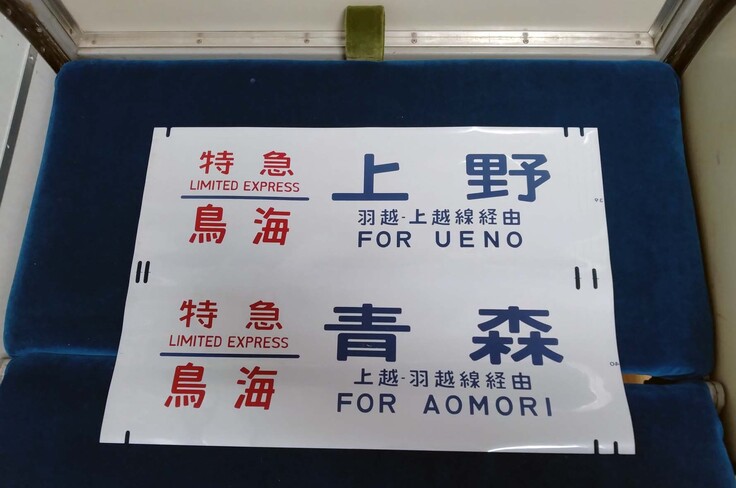 特急 上野
LIMITED EXPRESS
鳥海 羽越-上越線経由
FOR UENO
特急 青森
LIMITED EXPRESS
鳥海 上越-羽越線経由
FOR AOMORI